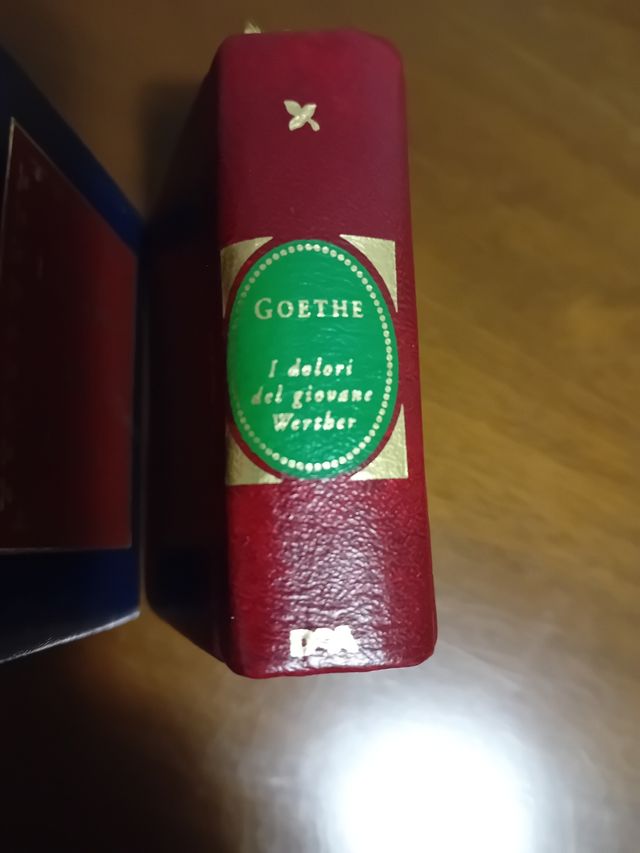 GOETHE
I dolori
del giovane
Werther